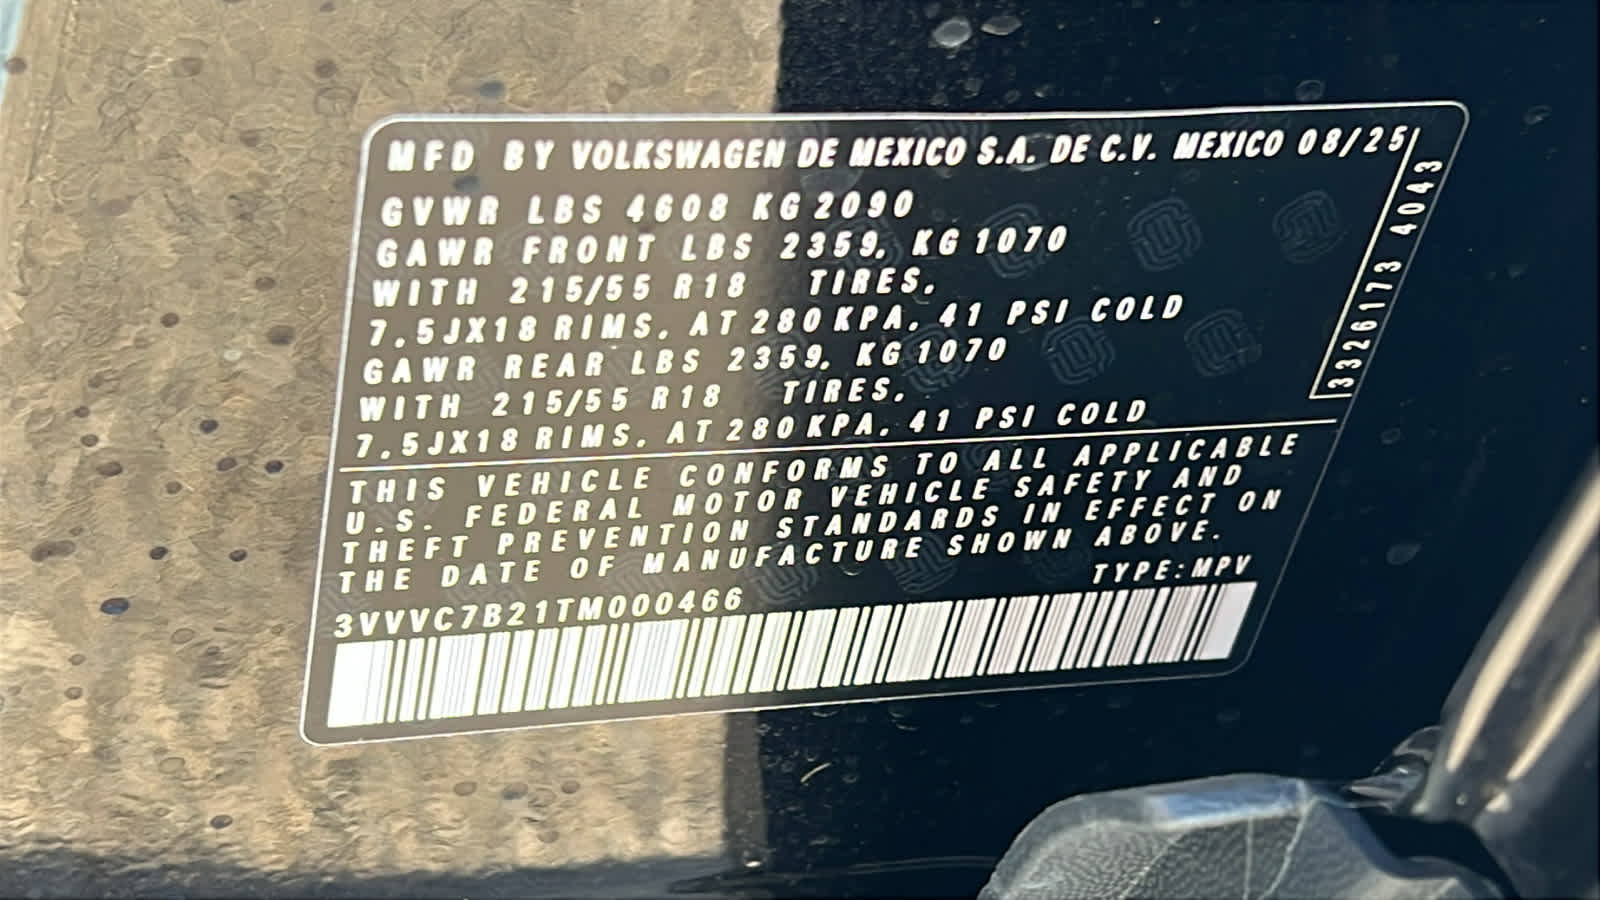 MFD BY VOLKSWAGEN DE MEXICO S.A. DE C.V. MEXICO 08/25
GVWR LBS 4608 KG 2090
GAWR FRONT LBS 2359, KG 1070
WITH 215/55 R18 TIRES,
7.5JX18 RIMS, AT 280 KPA, 41 PSI COLD
GAWR REAR LBS 2359, KG 1070
WITH 215/55 R18 TIRES,
7.5JX18 RIMS, AT 280 KPA, 41 PSI COLD
3326173 4043
THIS VEHICLE CONFORMS TO ALL APPLICABLE
U.S. FEDERAL MOTOR VEHICLE SAFETY AND
THEFT PREVENTION STANDARDS IN EFFECT ON
THE DATE OF MANUFACTURE SHOWN ABOVE.
TYPE:MPV
3VVVC7B21TM000466